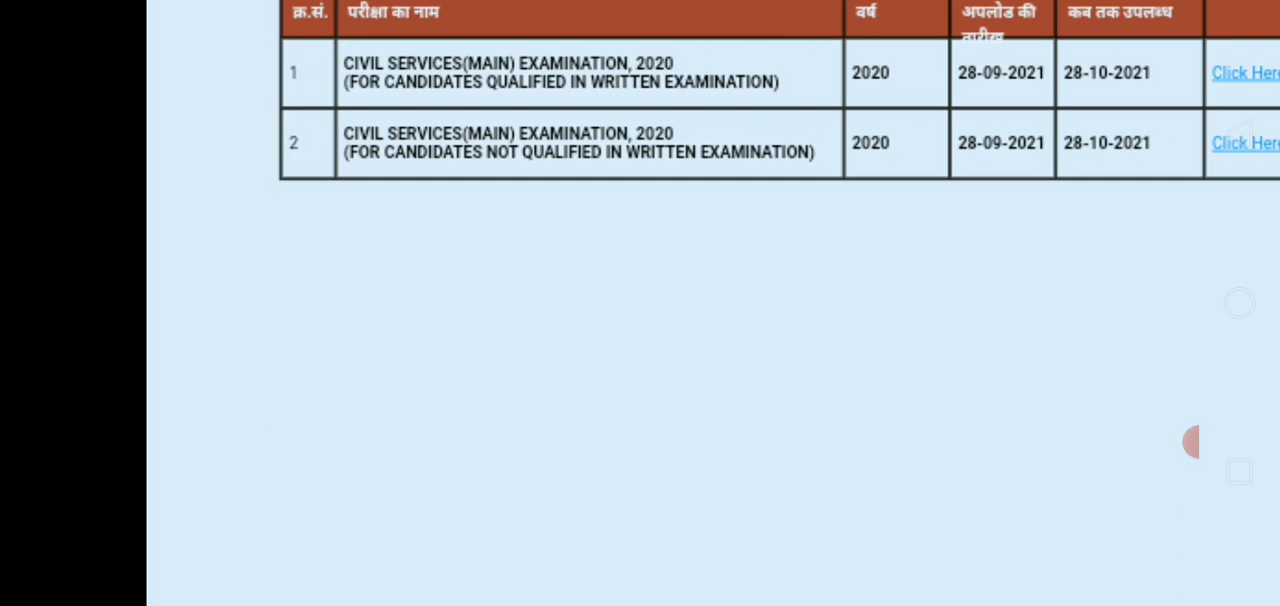 क्र.सं. परीक्षा का नाम वर्ष अपलोड की कब तक उपलब्ध
तारीख
1 CIVIL SERVICES(MAIN) EXAMINATION, 2020
(FOR CANDIDATES QUALIFIED IN WRITTEN EXAMINATION) 2020 28-09-2021 28-10-2021 Click Here
2 CIVIL SERVICES(MAIN) EXAMINATION, 2020
(FOR CANDIDATES NOT QUALIFIED IN WRITTEN EXAMINATION) 2020 28-09-2021 28-10-2021 Click Here